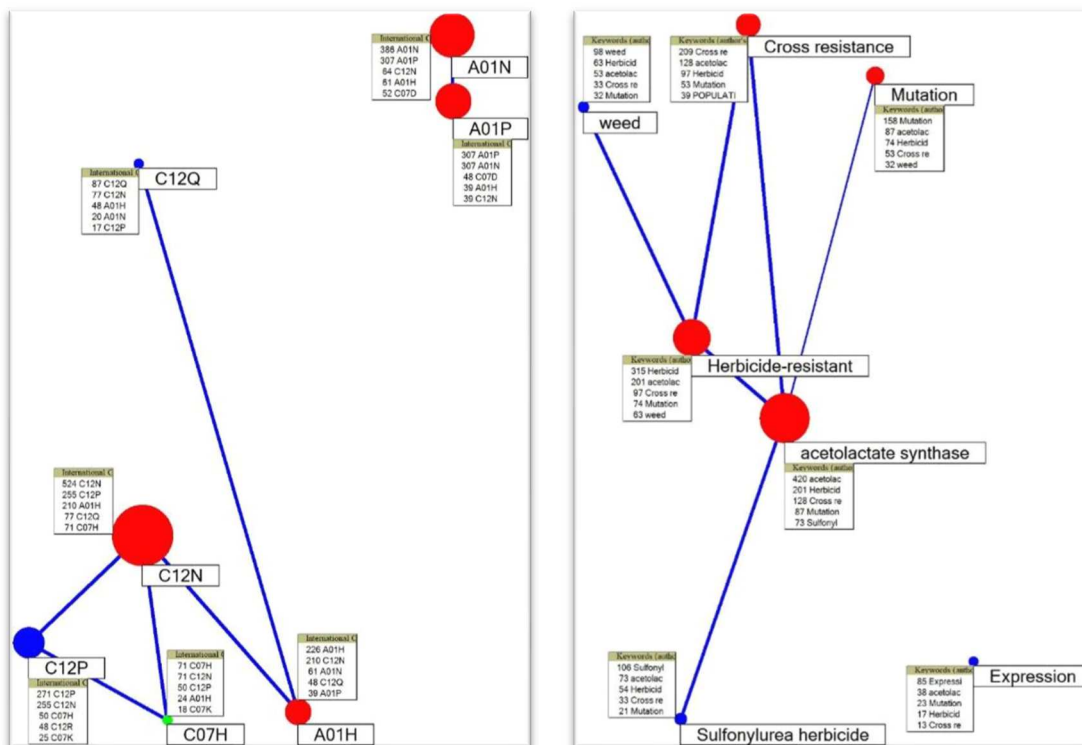 International C
386 A01N
307 A01P
64 C12N
61 A01H
52 C07D
A01N
A01P
International C
307 A01P
307 A01N
48 C07D
39 A01H
39 C12N
International C
87 C12Q
77 C12N
48 A01H
20 A01N
17 C12P
C12Q
International C
524 C12N
255 C12P
210 A01H
77 C12Q
71 C07H
C12N
C12P
International C
271 C12P
255 C12N
50 C07H
48 C12R
25 C07K
International C
71 C07H
71 C12N
50 C12P
24 A01H
18 C07K
C07H
International C
226 A01H
210 C12N
61 A01N
48 C12Q
39 A01P
A01H
Keywords (autho
98 weed
63 Herbicid
53 acetolac
33 Cross re
32 Mutation
weed
Keywords (author's
209 Cross re
128 acetolac
97 Herbicid
53 Mutation
39 POPULATI
Cross resistance
Mutation
Keywords (autho
158 Mutation
87 acetolac
74 Herbicid
53 Cross re
32 weed
Herbicide-resistant
Keywords (autho
315 Herbicid
201 acetolac
97 Cross re
74 Mutation
63 weed
acetolactate synthase
Keywords (autho
420 acetolac
201 Herbicid
128 Cross re
87 Mutation
73 Sulfonyl
Keywords (autho
106 Sulfonyl
73 acetolac
54 Herbicid
33 Cross re
21 Mutation
Sulfonylurea herbicide
Keywords (autho
85 Expressi
38 acetolac
23 Mutation
17 Herbicid
13 Cross re
Expression